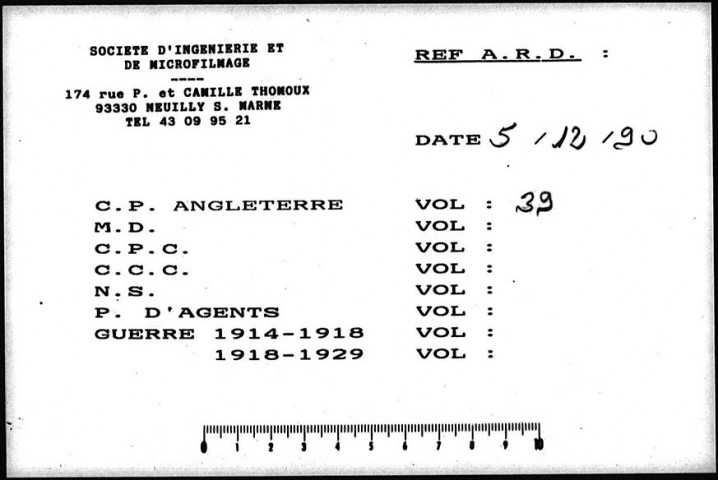 SOCIETE D'INGENIERIE ET
DE MICROFILMAGE
----
174 rue P. et CAMILLE THOMOUX
93330 NEUILLY S. MARNE
TEL 43 09 95 21
REF A.R.D. :
DATE 5 / 12 / 90
C.P. ANGLETERRE VOL : 39
M.D. VOL :
C.P.C. VOL :
C.C.C. VOL :
N.S. VOL :
P. D'AGENTS VOL :
GUERRE 1914-1918 VOL :
1918-1929 VOL :
0 1 2 3 4 5 6 7 8 9 10